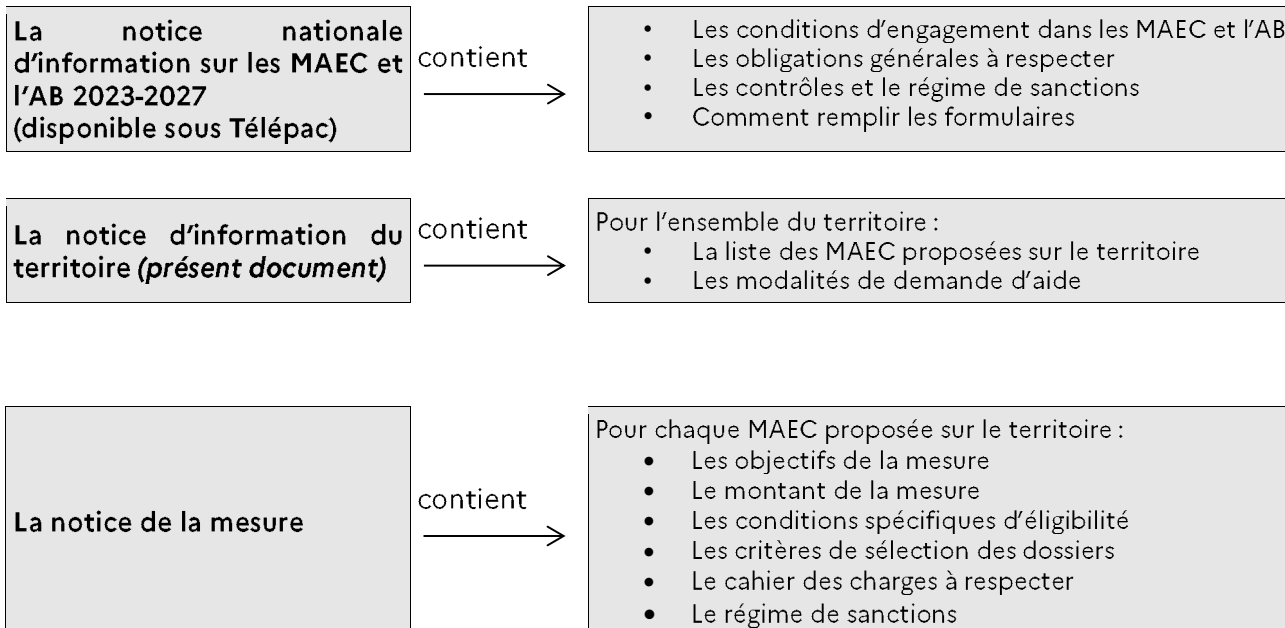 La notice nationale
d'information sur les MAEC et
l'AB 2023-2027
(disponible sous Télépac)
contient
• Les conditions d'engagement dans les MAEC et l'AB
• Les obligations générales à respecter
• Les contrôles et le régime de sanctions
• Comment remplir les formulaires
La notice d'information du
territoire (présent document)
contient
Pour l'ensemble du territoire :
• La liste des MAEC proposées sur le territoire
• Les modalités de demande d'aide
La notice de la mesure
contient
Pour chaque MAEC proposée sur le territoire :
• Les objectifs de la mesure
• Le montant de la mesure
• Les conditions spécifiques d'éligibilité
• Les critères de sélection des dossiers
• Le cahier des charges à respecter
• Le régime de sanctions